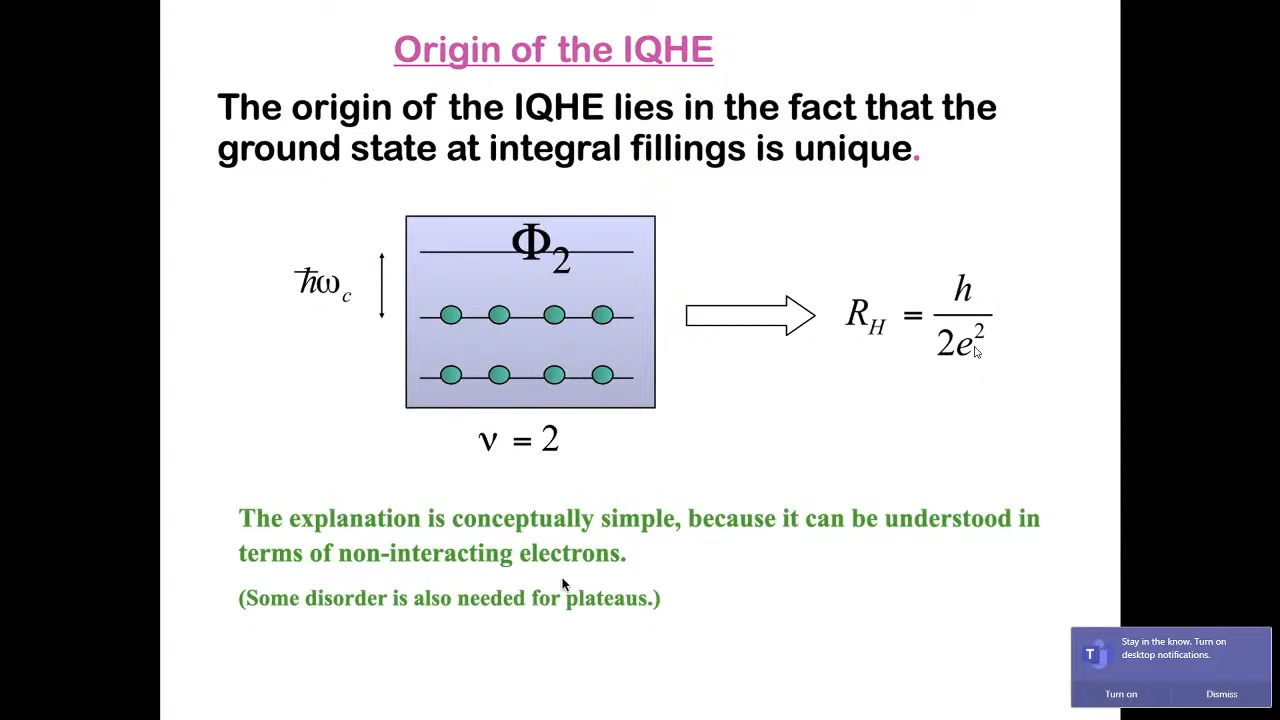 Origin of the IQHE
The origin of the IQHE lies in the fact that the
ground state at integral fillings is unique.
Φ₂
ħω_c
R_H = h / 2e²
ν = 2
The explanation is conceptually simple, because it can be understood in
terms of non-interacting electrons.
(Some disorder is also needed for plateaus.)
T
Stay in the know. Turn on
desktop notifications.
Turn on
Dismiss